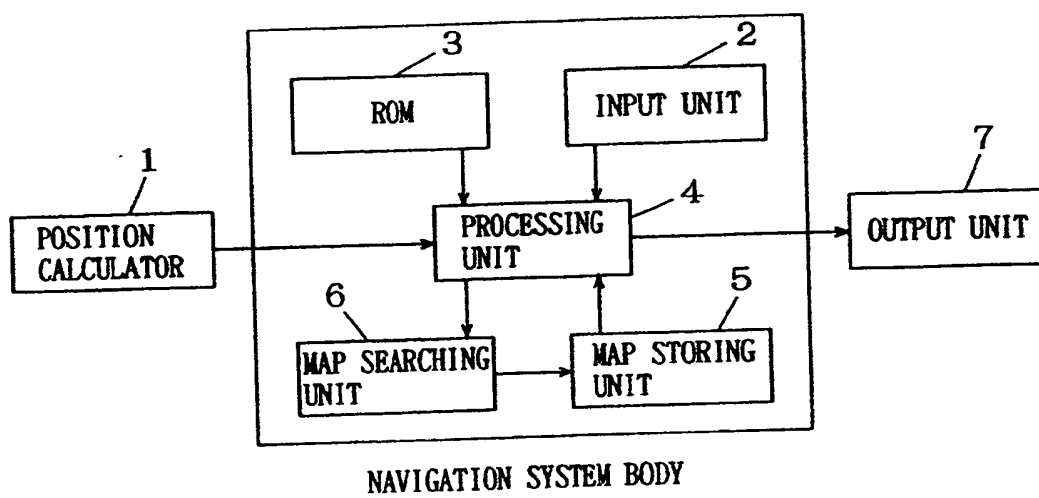 3
2
ROM
INPUT UNIT
1
7
4
POSITION
CALCULATOR
PROCESSING
UNIT
OUTPUT UNIT
6
5
MAP SEARCHING
UNIT
MAP STORING
UNIT
NAVIGATION SYSTEM BODY